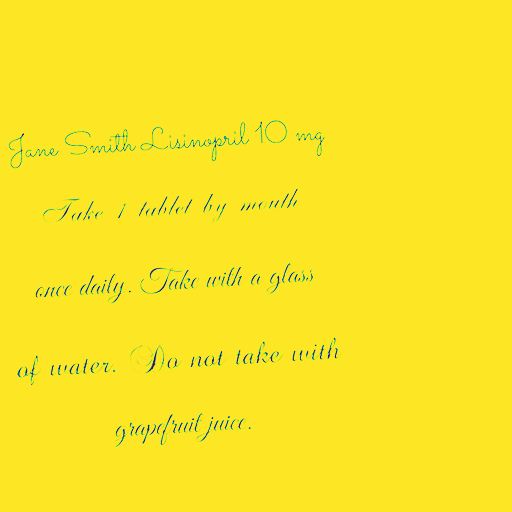 Jane Smith Lisinopril 10 mg
Take 1 tablet by mouth
once daily. Take with a glass
of water. Do not take with
grapefruit juice.